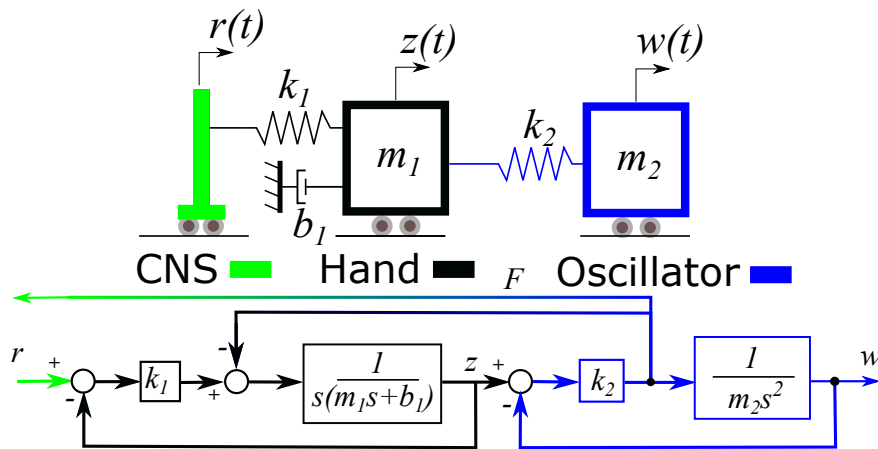 r(t) z(t) w(t)
k₁ k₂
m₁ m₂
b₁
CNS Hand Oscillator
F
r + - k₁ - + 1 z + - k₂ 1 w
s(m₁s+b₁) m₂s²